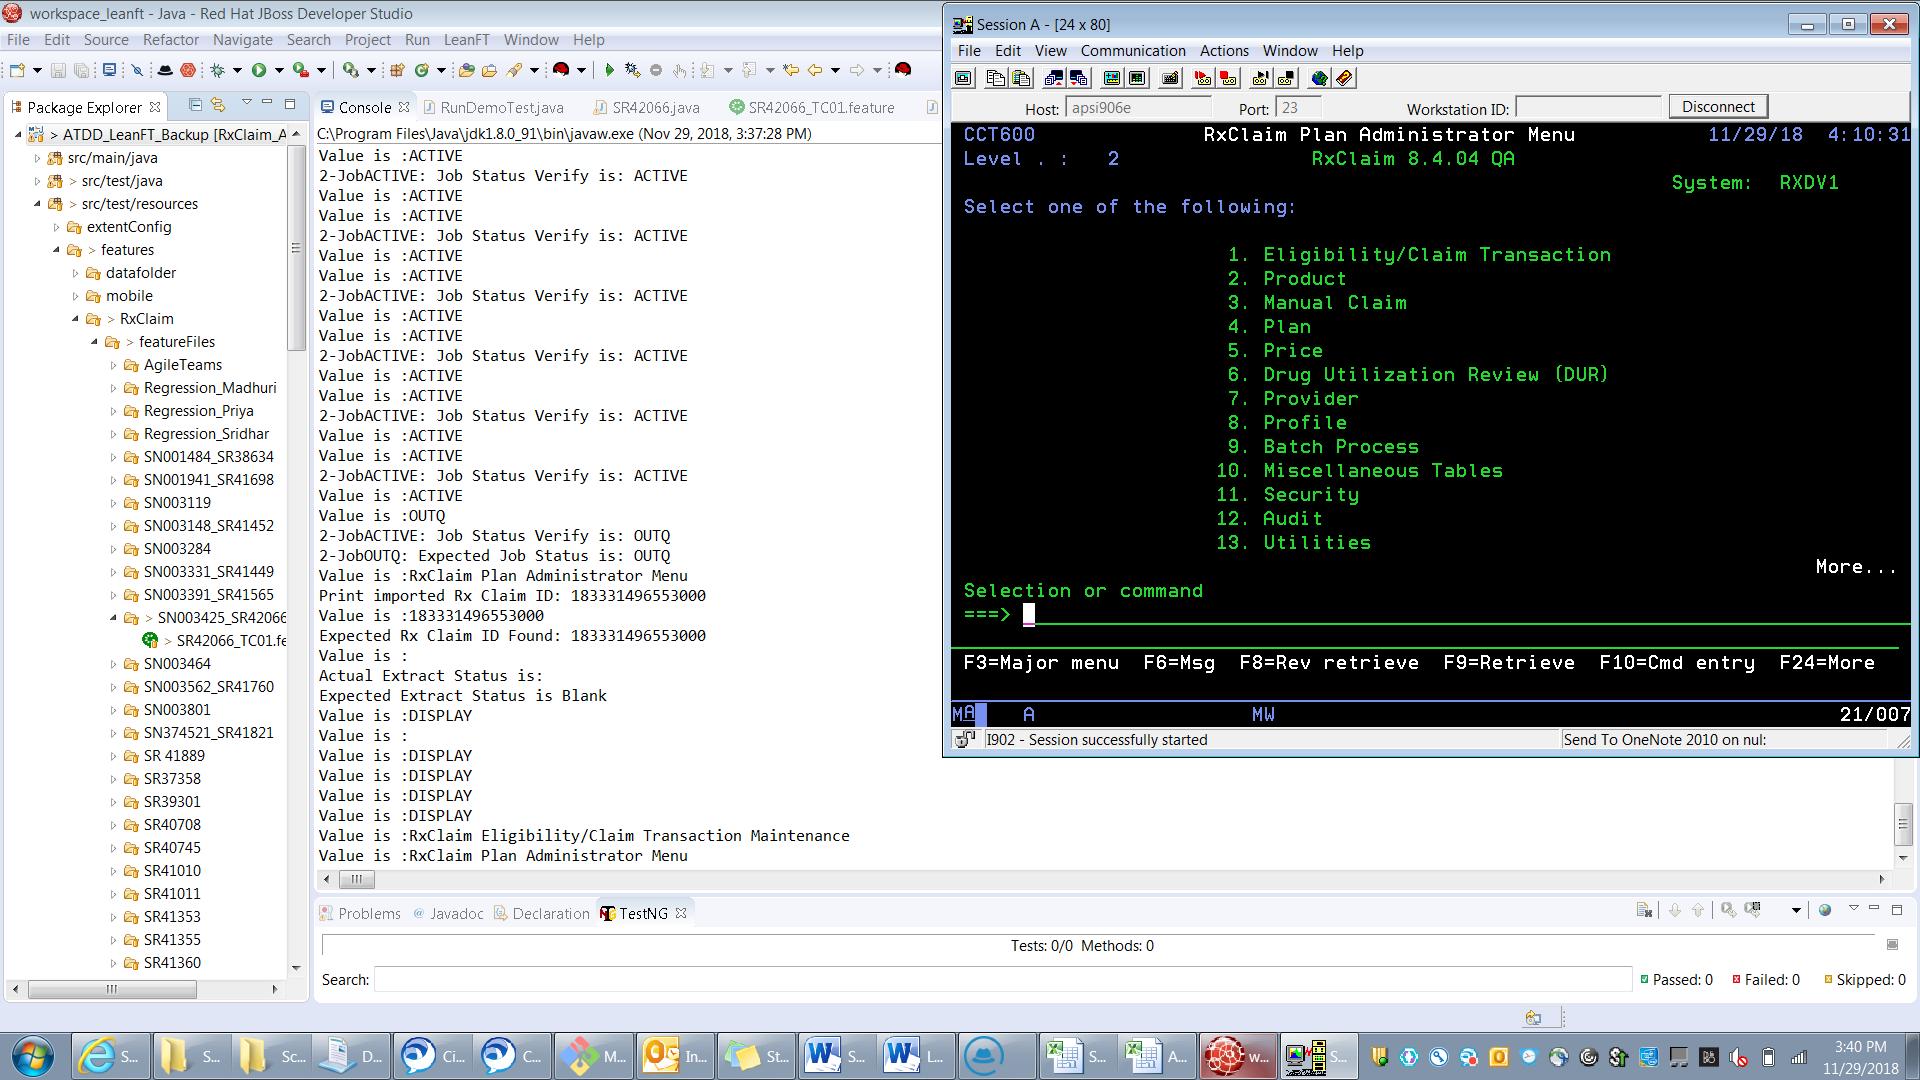 workspace_leanft - Java - Red Hat JBoss Developer Studio
File Edit Source Refactor Navigate Search Project Run LeanFT Window Help
Package Explorer
> ATDD_LeanFT_Backup [RxClaim_A
src/main/java
> src/test/java
> src/test/resources
extentConfig
> features
datafolder
mobile
> RxClaim
> featureFiles
AgileTeams
Regression_Madhuri
Regression_Priya
Regression_Sridhar
SN001484_SR38634
SN001941_SR41698
SN003119
SN003148_SR41452
SN003284
SN003331_SR41449
SN003391_SR41565
> SN003425_SR42066
> SR42066_TC01.fe
SN003464
SN003562_SR41760
SN003801
SN374521_SR41821
SR 41889
SR37358
SR39301
SR40708
SR40745
SR41010
SR41011
SR41353
SR41355
SR41360
Console RunDemoTest.java SR42066.java SR42066_TC01.feature
C:\Program Files\Java\jdk1.8.0_91\bin\javaw.exe (Nov 29, 2018, 3:37:28 PM)
Value is :ACTIVE
2-JobACTIVE: Job Status Verify is: ACTIVE
Value is :ACTIVE
Value is :ACTIVE
2-JobACTIVE: Job Status Verify is: ACTIVE
Value is :ACTIVE
Value is :ACTIVE
2-JobACTIVE: Job Status Verify is: ACTIVE
Value is :ACTIVE
Value is :ACTIVE
2-JobACTIVE: Job Status Verify is: ACTIVE
Value is :ACTIVE
Value is :ACTIVE
2-JobACTIVE: Job Status Verify is: ACTIVE
Value is :ACTIVE
Value is :ACTIVE
2-JobACTIVE: Job Status Verify is: ACTIVE
Value is :ACTIVE
Value is :OUTQ
2-JobACTIVE: Job Status Verify is: OUTQ
2-JobOUTQ: Expected Job Status is: OUTQ
Value is :RxClaim Plan Administrator Menu
Print imported Rx Claim ID: 183331496553000
Value is :183331496553000
Expected Rx Claim ID Found: 183331496553000
Value is :
Actual Extract Status is:
Expected Extract Status is Blank
Value is :DISPLAY
Value is :
Value is :DISPLAY
Value is :DISPLAY
Value is :DISPLAY
Value is :DISPLAY
Value is :RxClaim Eligibility/Claim Transaction Maintenance
Value is :RxClaim Plan Administrator Menu
Problems @ Javadoc Declaration TestNG
Tests: 0/0 Methods: 0
Search:
Passed: 0 Failed: 0 Skipped: 0
Session A - [24 x 80]
File Edit View Communication Actions Window Help
Host: apsi906e Port: 23 Workstation ID: Disconnect
CCT600 RxClaim Plan Administrator Menu 11/29/18 4:10:31
Level . : 2 RxClaim 8.4.04 QA
System: RXDV1
Select one of the following:
1. Eligibility/Claim Transaction
2. Product
3. Manual Claim
4. Plan
5. Price
6. Drug Utilization Review (DUR)
7. Provider
8. Profile
9. Batch Process
10. Miscellaneous Tables
11. Security
12. Audit
13. Utilities
More...
Selection or command
===>
F3=Major menu F6=Msg F8=Rev retrieve F9=Retrieve F10=Cmd entry F24=More
MA A MW 21/007
I902 - Session successfully started Send To OneNote 2010 on nul:
S... S... Sc... D... Ci... C... M... In... St... S... L... S... A... w... S...
3:40 PM
11/29/2018